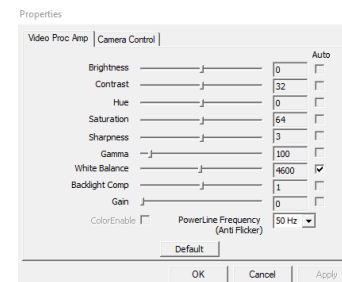 Properties
Video Proc Amp Camera Control
Auto
Brightness 0
Contrast 32
Hue 0
Saturation 64
Sharpness 3
Gamma 100
White Balance 4600
Backlight Comp 1
Gain 0
ColorEnable PowerLine Frequency 50 Hz
(Anti Flicker)
Default
OK Cancel Apply